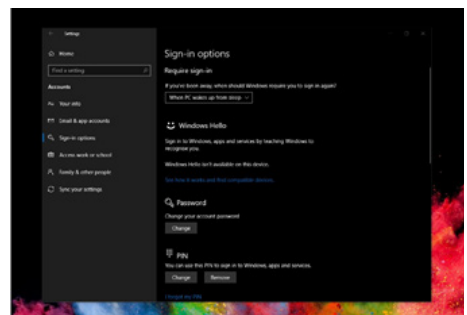 Settings
Home
Find a setting
Accounts
Your info
Email & app accounts
Sign-in options
Access work or school
Family & other people
Sync your settings
Sign-in options
Require sign-in
If you've been away, when should Windows require you to sign in again?
When PC wakes up from sleep
Windows Hello
Sign in to Windows, apps and services by teaching Windows to
recognise you.
Windows Hello isn't available on this device.
See how it works and find compatible devices.
Password
Change your account password
Change
PIN
You can use this PIN to sign in to Windows, apps and services.
Change
Remove
I forgot my PIN